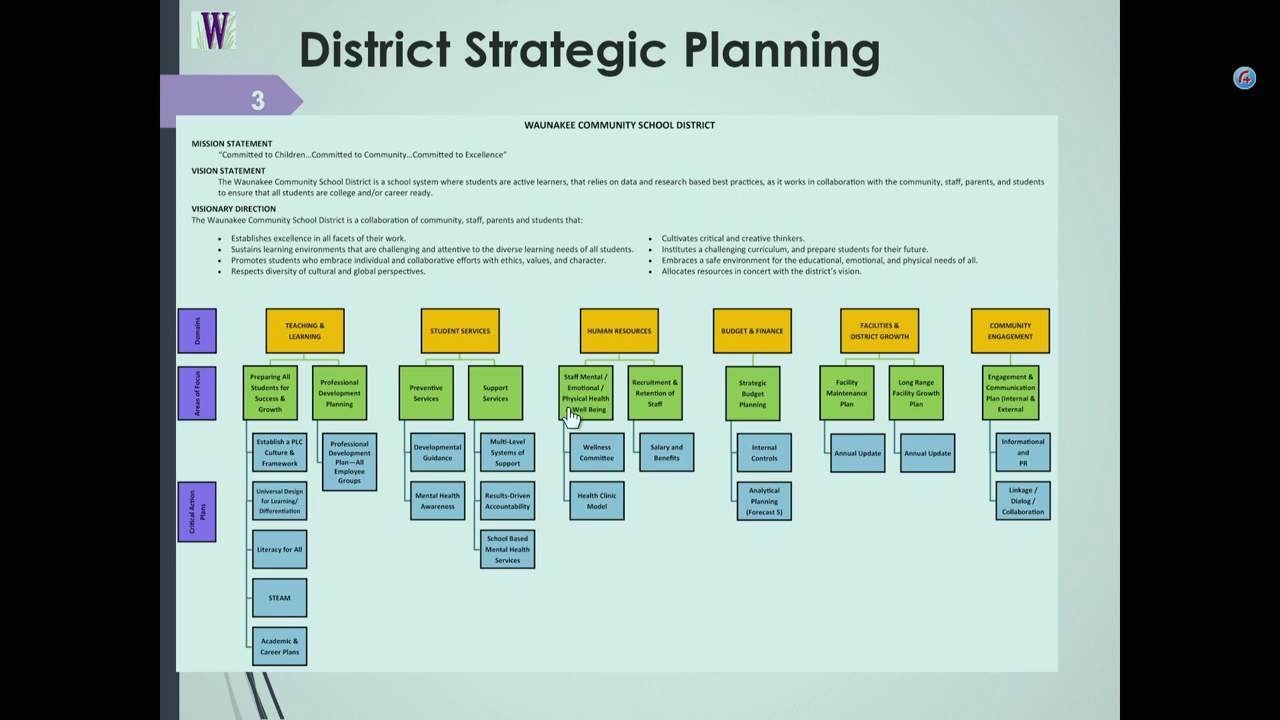 W
District Strategic Planning
3
WAUNAKEE COMMUNITY SCHOOL DISTRICT
MISSION STATEMENT
"Committed to Children...Committed to Community...Committed to Excellence"
VISION STATEMENT
The Waunakee Community School District is a school system where students are active learners, that relies on data and research based best practices, as it works in collaboration with the community, staff, parents, and students
to ensure that all students are college and/or career ready.
VISIONARY DIRECTION
The Waunakee Community School District is a collaboration of community, staff, parents and students that:
• Establishes excellence in all facets of their work.
• Sustains learning environments that are challenging and attentive to the diverse learning needs of all students.
• Promotes students who embrace individual and collaborative efforts with ethics, values, and character.
• Respects diversity of cultural and global perspectives.
• Cultivates critical and creative thinkers.
• Institutes a challenging curriculum, and prepare students for their future.
• Embraces a safe environment for the educational, emotional, and physical needs of all.
• Allocates resources in concert with the district's vision.
Domains
TEACHING &
LEARNING
STUDENT SERVICES
HUMAN RESOURCES
BUDGET & FINANCE
FACILITIES &
DISTRICT GROWTH
COMMUNITY
ENGAGEMENT
Areas of Focus
Preparing All
Students for
Success &
Growth
Professional
Development
Planning
Preventive
Services
Support
Services
Staff Mental /
Emotional /
Physical Health
Well Being
Recruitment &
Retention of
Staff
Strategic
Budget
Planning
Facility
Maintenance
Plan
Long Range
Facility Growth
Plan
Engagement &
Communication
Plan (Internal &
External
Critical Action
Plans
Establish a PLC
Culture &
Framework
Universal Design
for Learning/
Differentiation
Literacy for All
STEAM
Academic &
Career Plans
Professional
Development
Plan—All
Employee
Groups
Developmental
Guidance
Mental Health
Awareness
Multi-Level
Systems of
Support
Results-Driven
Accountability
School Based
Mental Health
Services
Wellness
Committee
Health Clinic
Model
Salary and
Benefits
Internal
Controls
Analytical
Planning
(Forecast 5)
Annual Update
Annual Update
Informational
and
PR
Linkage /
Dialog /
Collaboration